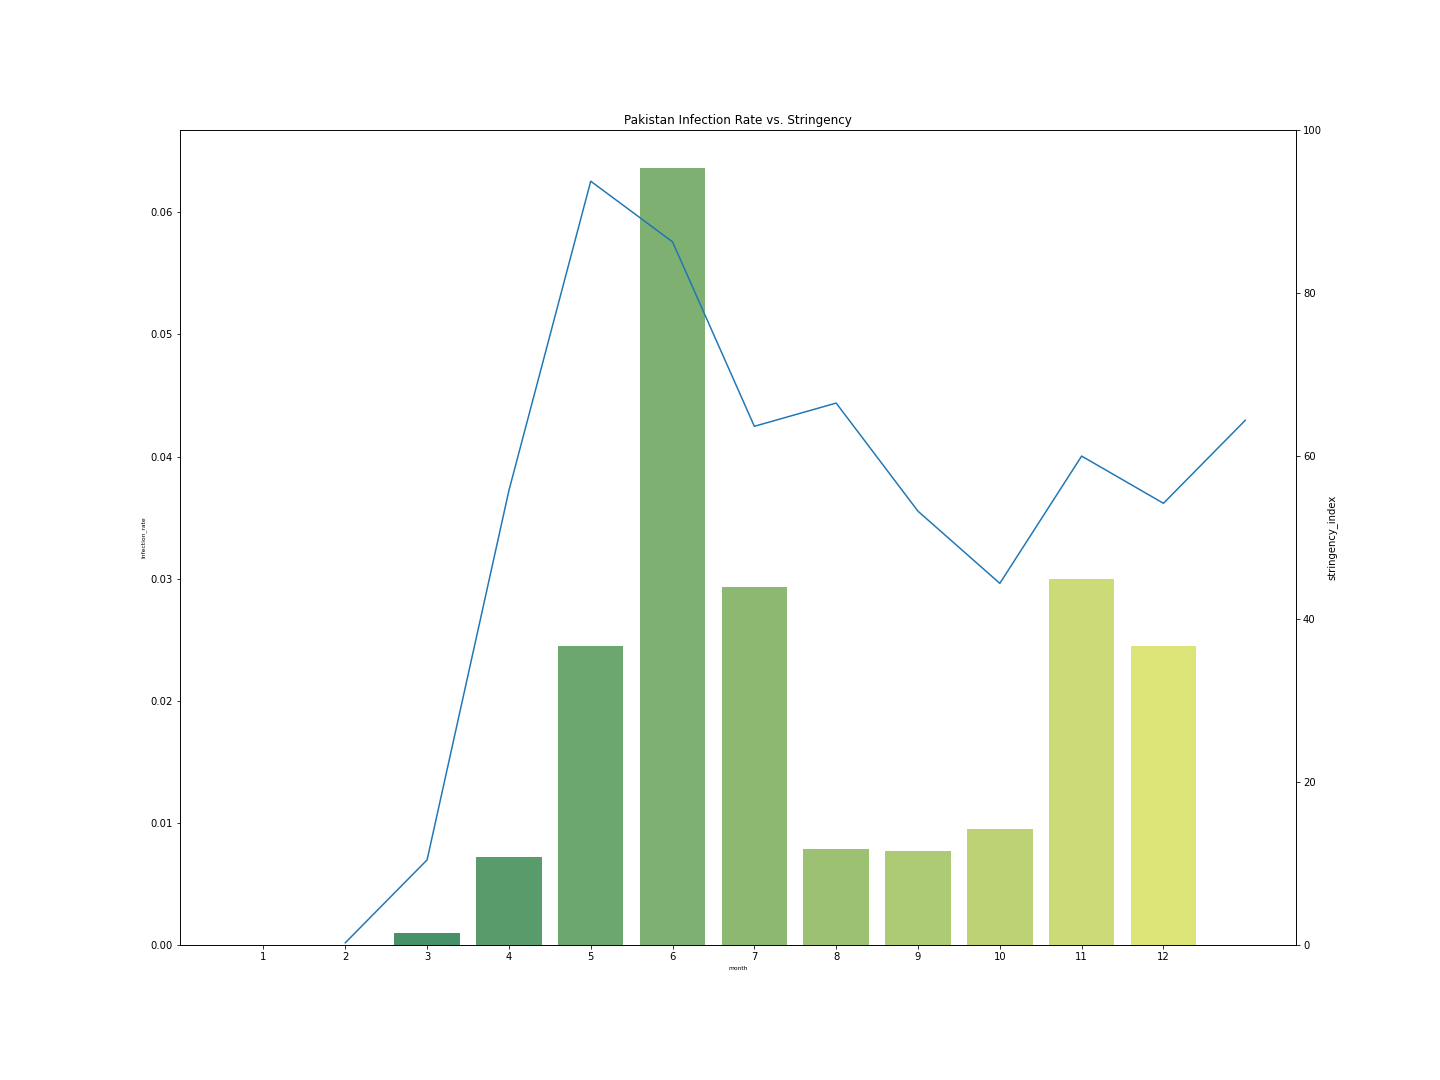 Pakistan Infection Rate vs. Stringency
0.06
0.05
0.04
0.03
0.02
0.01
0.00
Infection_rate
100
80
60
40
20
0
stringency_index
1 2 3 4 5 6 7 8 9 10 11 12
month